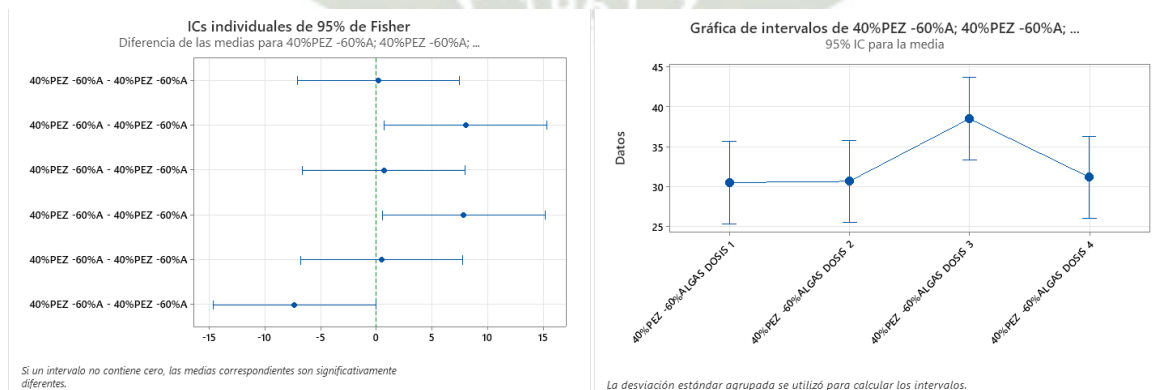 ICs individuales de 95% de Fisher
Diferencia de las medias para 40%PEZ -60%A; 40%PEZ -60%A; ...
40%PEZ -60%A - 40%PEZ -60%A
40%PEZ -60%A - 40%PEZ -60%A
40%PEZ -60%A - 40%PEZ -60%A
40%PEZ -60%A - 40%PEZ -60%A
40%PEZ -60%A - 40%PEZ -60%A
40%PEZ -60%A - 40%PEZ -60%A
-15 -10 -5 0 5 10 15
Si un intervalo no contiene cero, las medias correspondientes son significativamente
diferentes.
Gráfica de intervalos de 40%PEZ -60%A; 40%PEZ -60%A; ...
95% IC para la media
Datos
45
40
35
30
25
40%PEZ -60%ALGAS DOSIS 1
40%PEZ -60%ALGAS DOSIS 2
40%PEZ -60%ALGAS DOSIS 3
40%PEZ -60%ALGAS DOSIS 4
La desviación estándar agrupada se utilizó para calcular los intervalos.